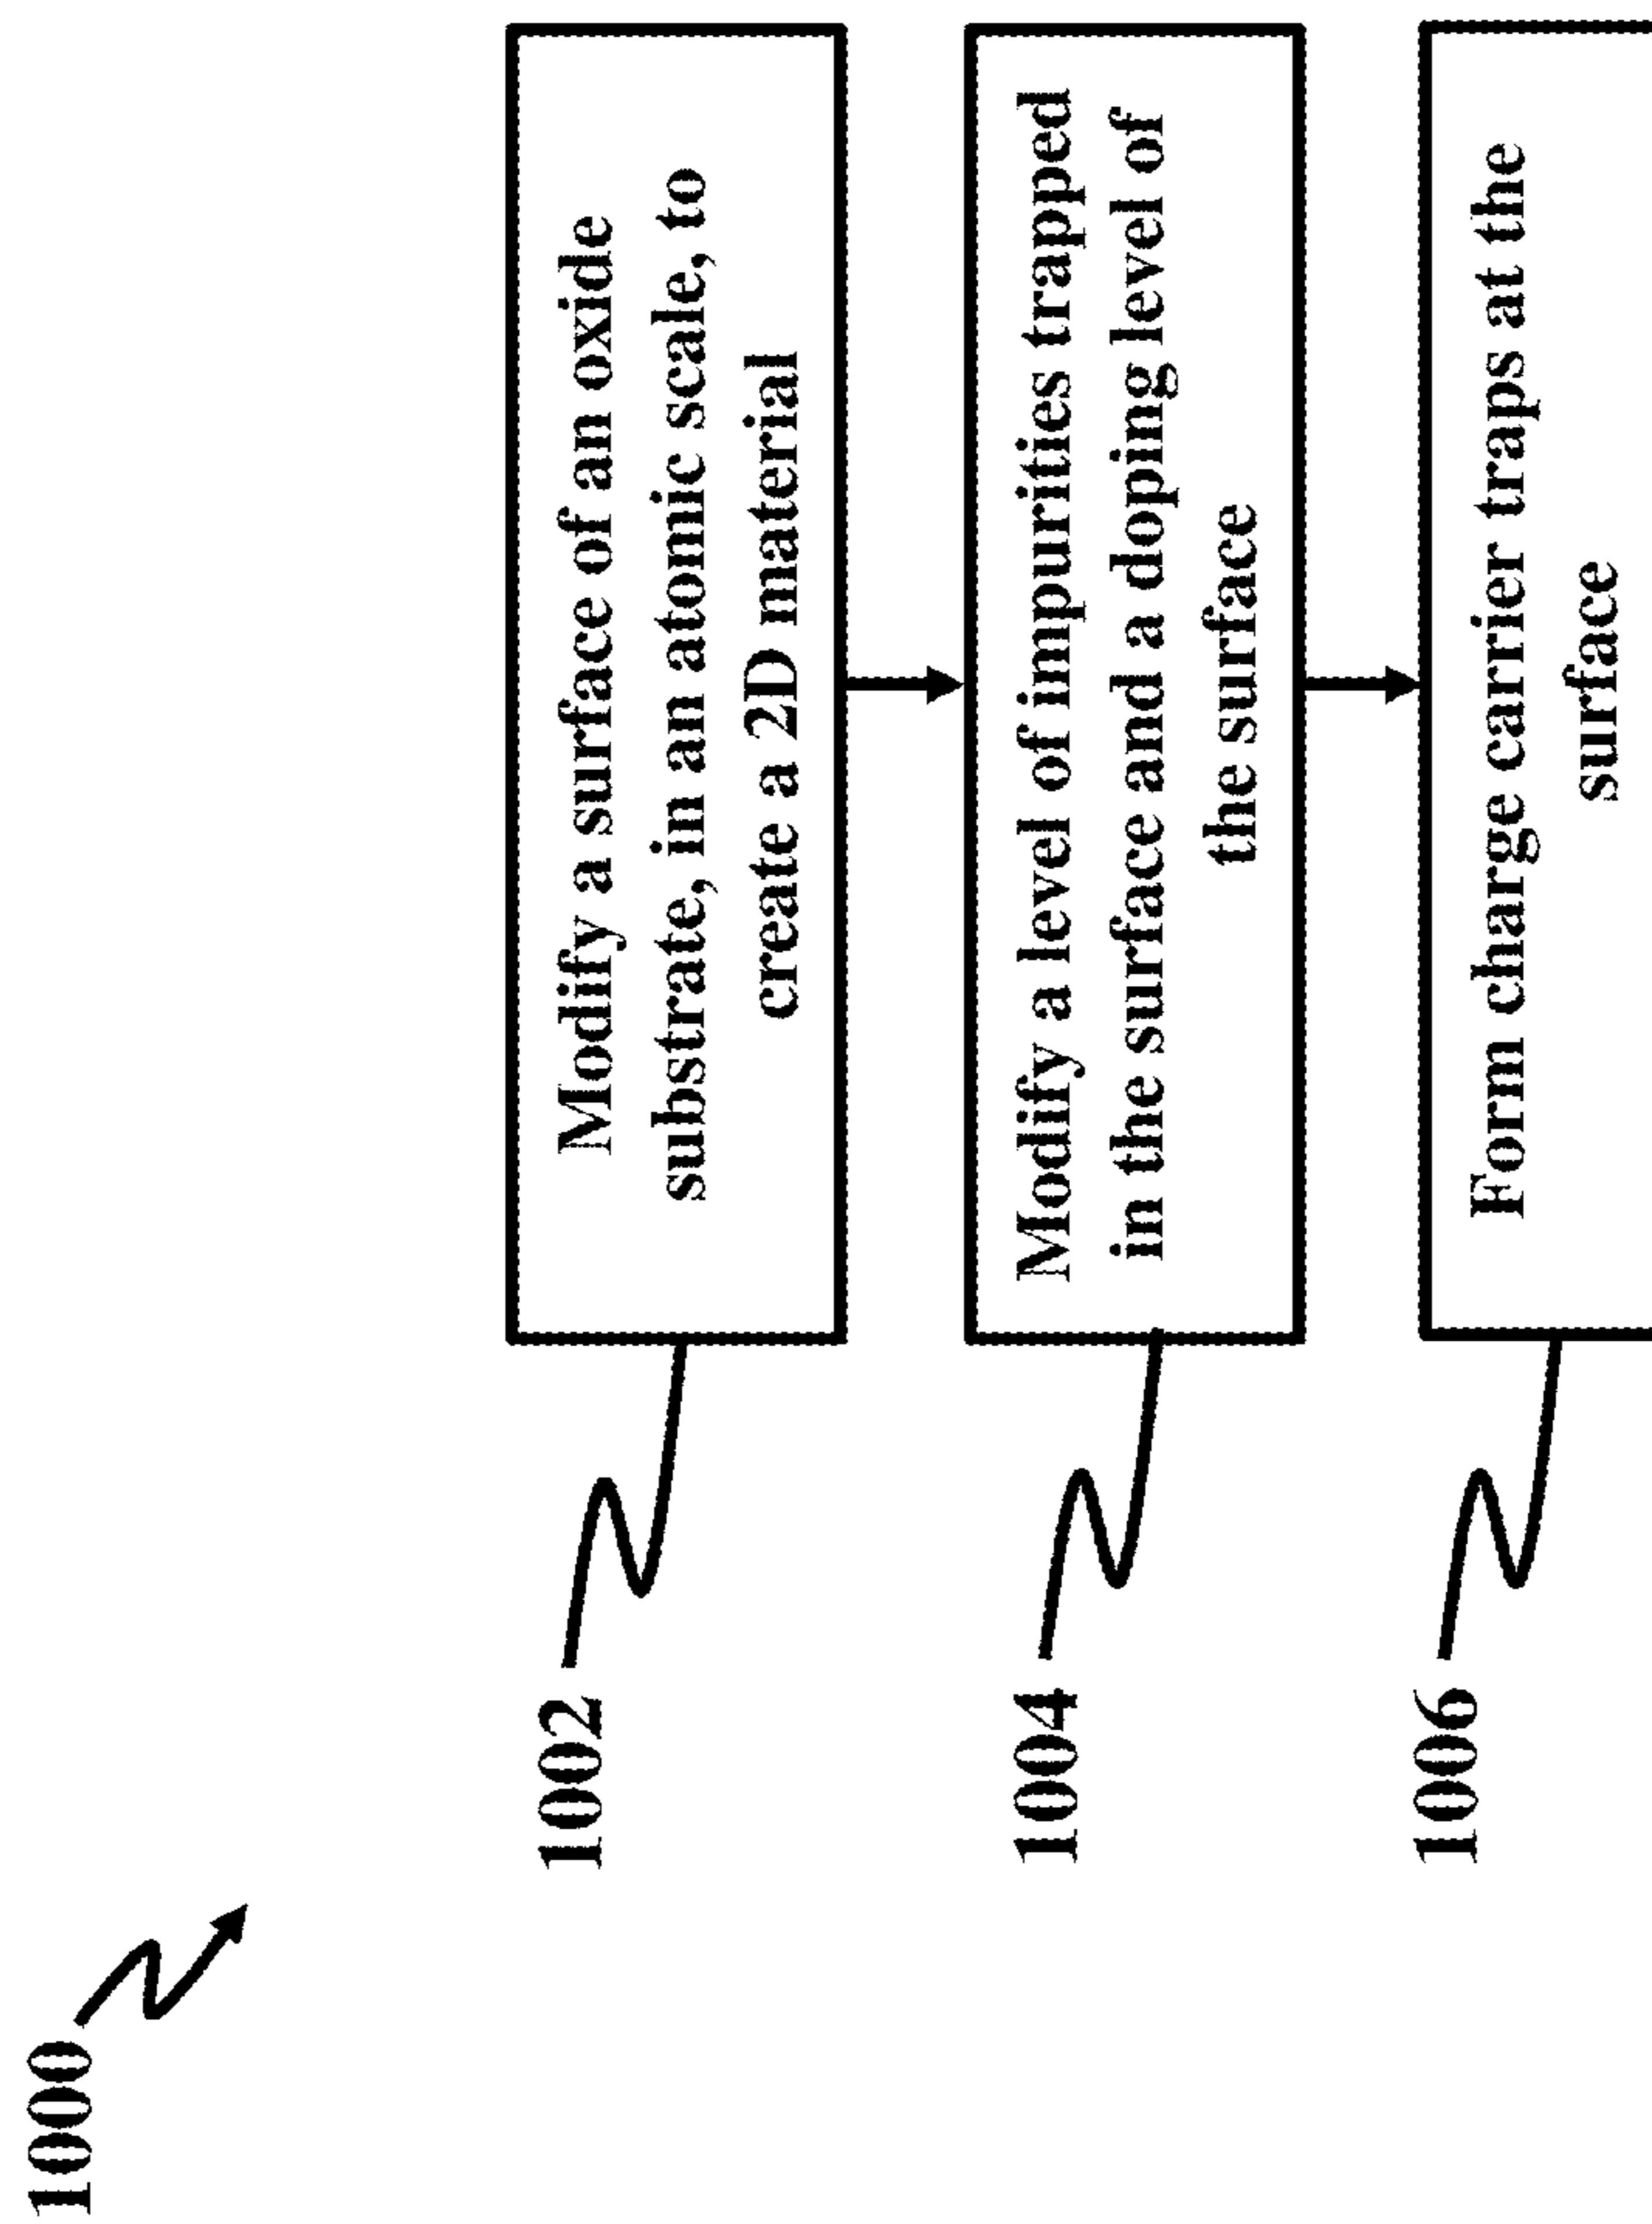 1000
1002
Modify a surface of an oxide
substrate, in an atomic scale, to
create a 2D material
1004
Modify a level of impurities trapped
in the surface and a doping level of
the surface
1006
Form charge carrier traps at the
surface